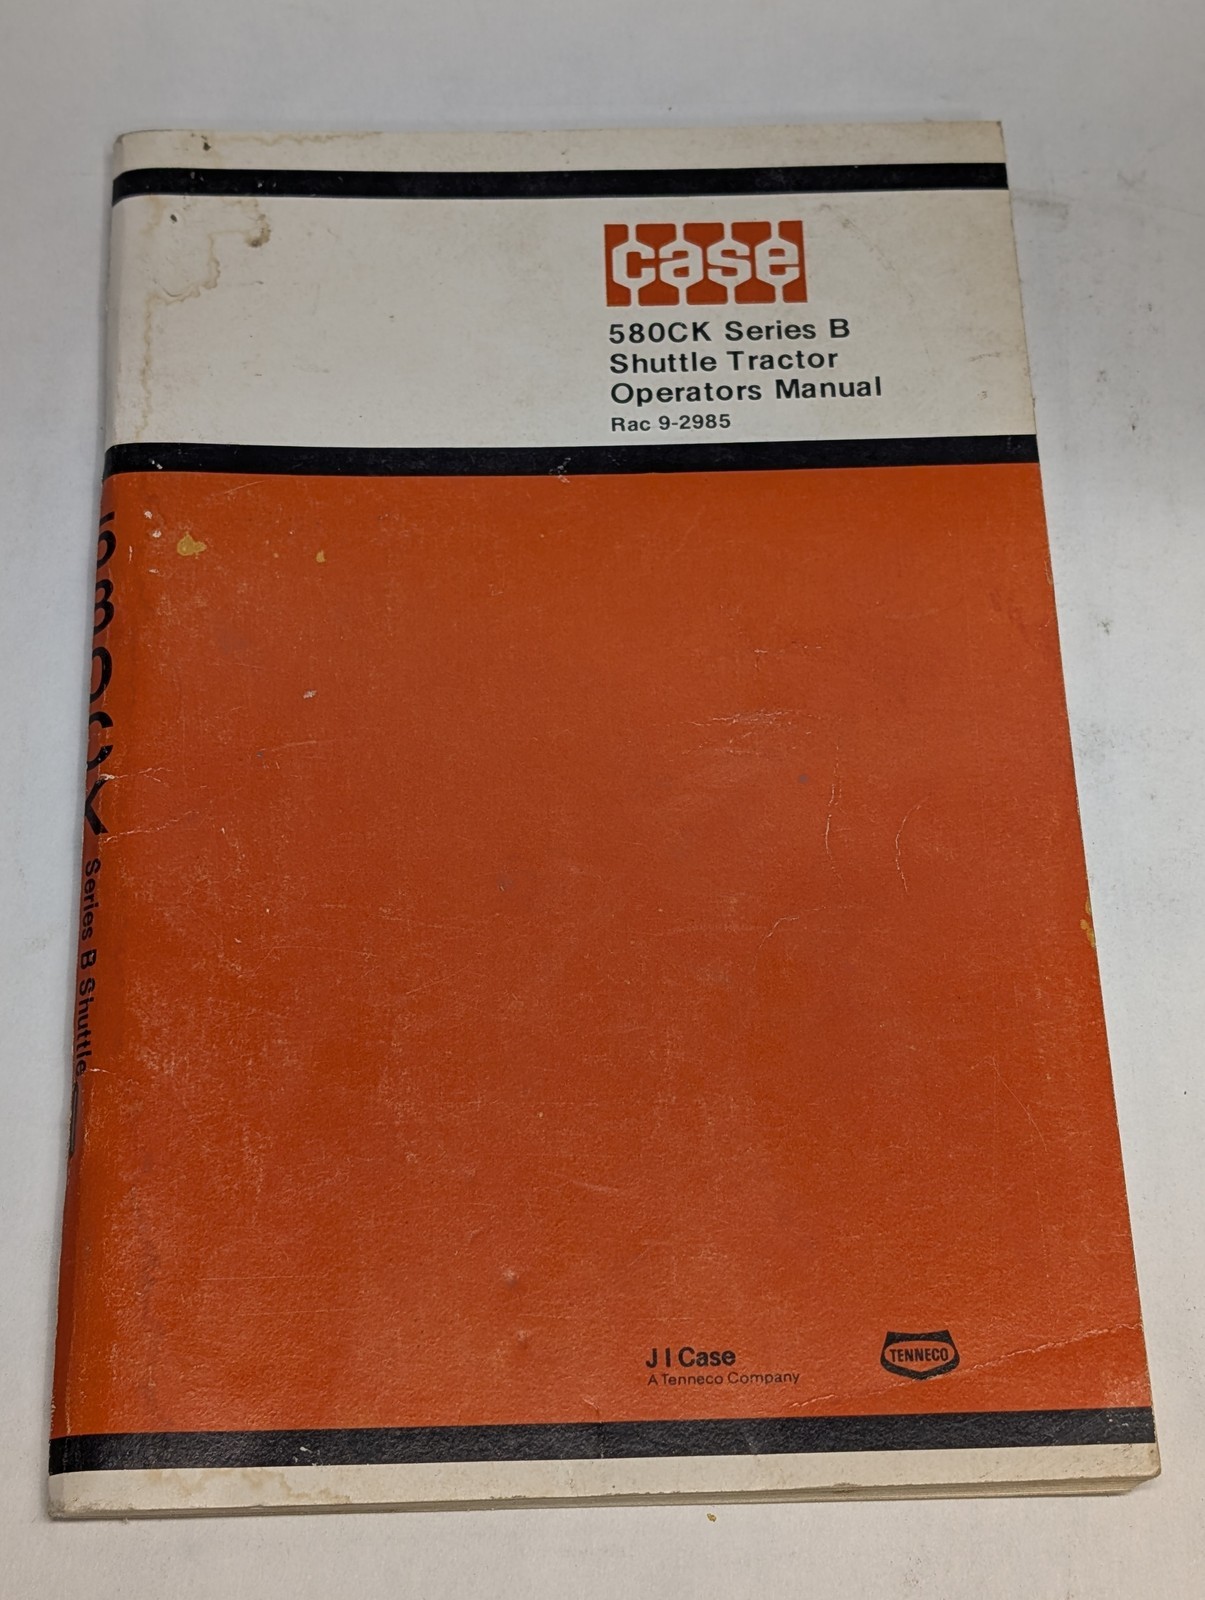 case
580CK Series B
Shuttle Tractor
Operators Manual
Rac 9-2985
580CK Series B Shuttle
J I Case
A Tenneco Company
TENNECO